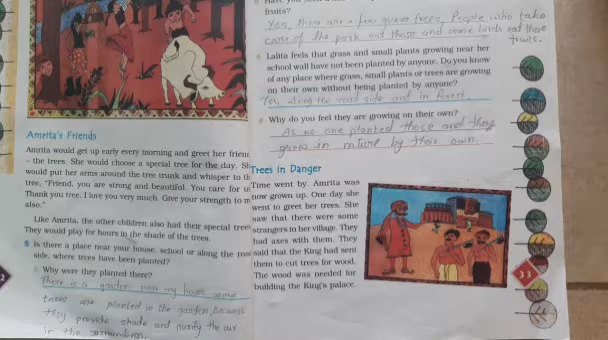 fruits?
Yes, there are a few guava trees. People who take
care of the park and these and some birds eat these
fruits.
Lalita feels that grass and small plants growing near her
school wall have not been planted by anyone. Do you know
of any place where grass, small plants or trees are growing
on their own without being planted by anyone?
Yes, along the road side and in forest.
Why do you feel they are growing on their own?
As no one planted these and they
grow in nature by their own.
Amrita's Friends
Amrita would get up early every morning and greet her friend
– the trees. She would choose a special tree for the day. Sh
would put her arms around the tree trunk and whisper to th
tree, "Friend, you are strong and beautiful. You care for u
Thank you tree. I love you very much. Give your strength to m
also."
Like Amrita, the other children also had their special tree
They would play for hours in the shade of the trees.
Is there a place near your house, school or along the roa
side, where trees have been planted?
Why were they planted there?
There is a garden near my house some
trees are planted in the garden, because
they provide shade and purify the air
in the surroundings.
2
Trees in Danger
Time went by. Amrita was
now grown up. One day she
went to greet her trees. She
saw that there were some
strangers in her village. They
had axes with them. They
said that the King had sent
them to cut trees for wood.
The wood was needed for
building the King's palace.
33